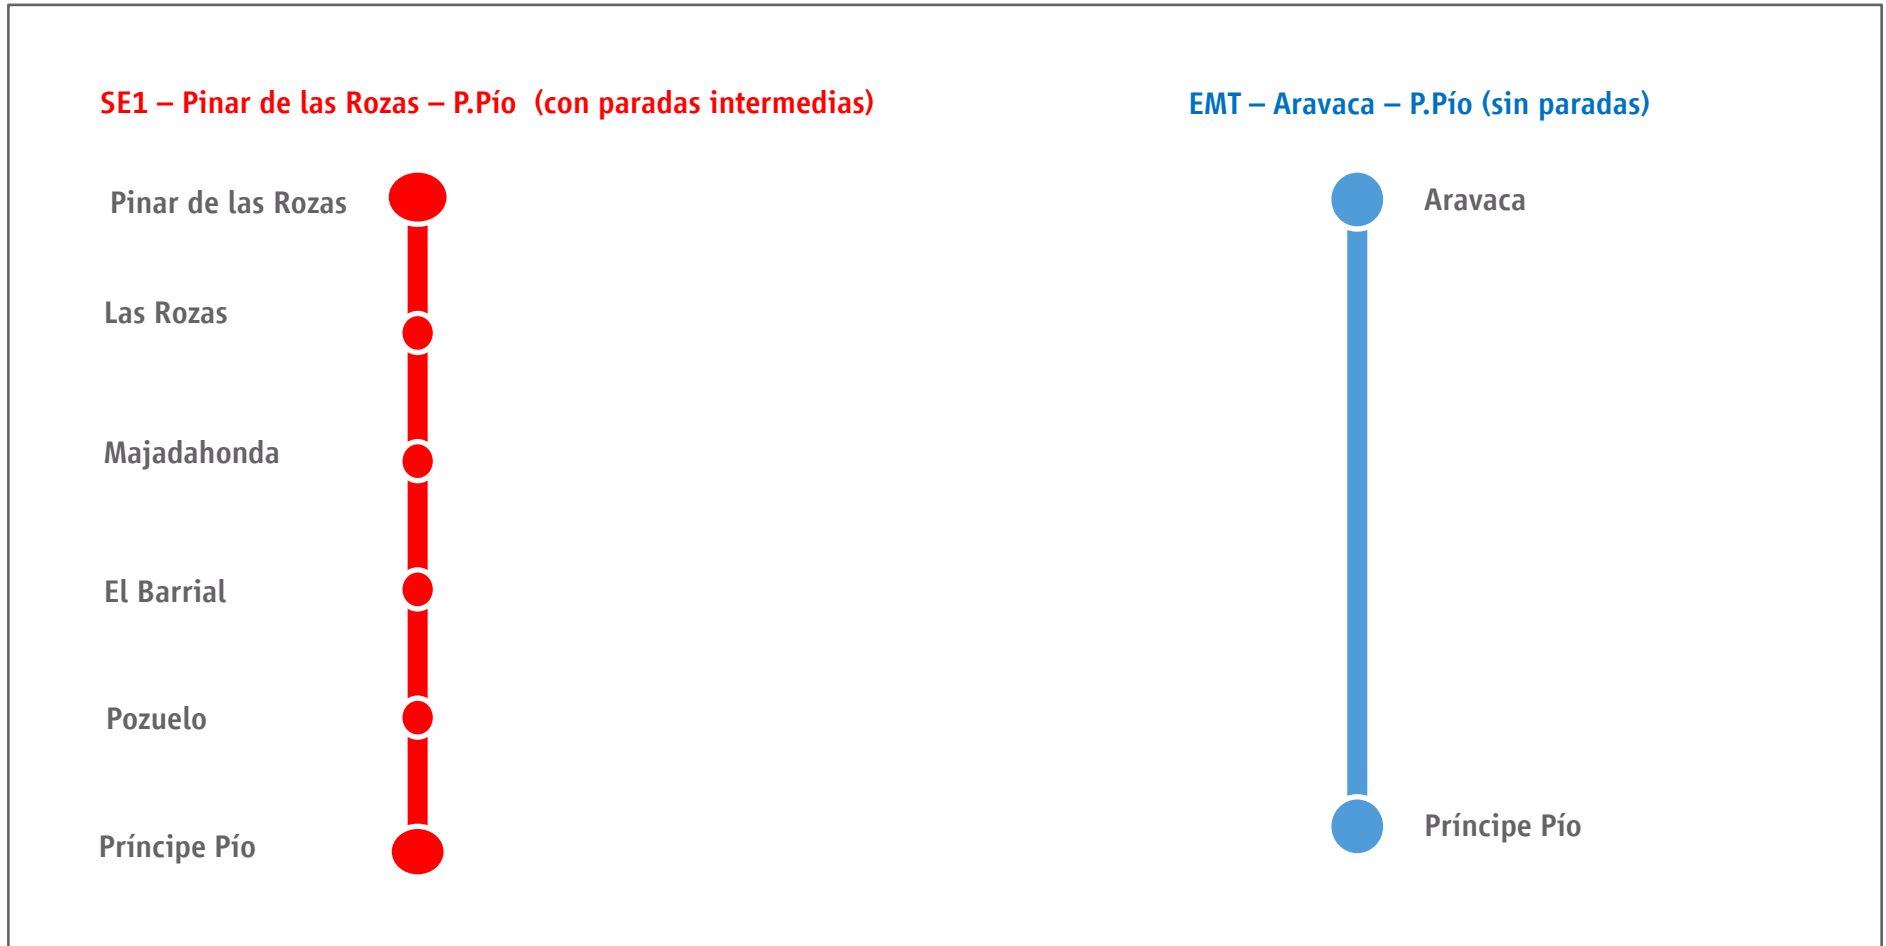 SE1 – Pinar de las Rozas – P.Pío (con paradas intermedias)
Pinar de las Rozas
Las Rozas
Majadahonda
El Barrial
Pozuelo
Príncipe Pío
EMT – Aravaca – P.Pío (sin paradas)
Aravaca
Príncipe Pío